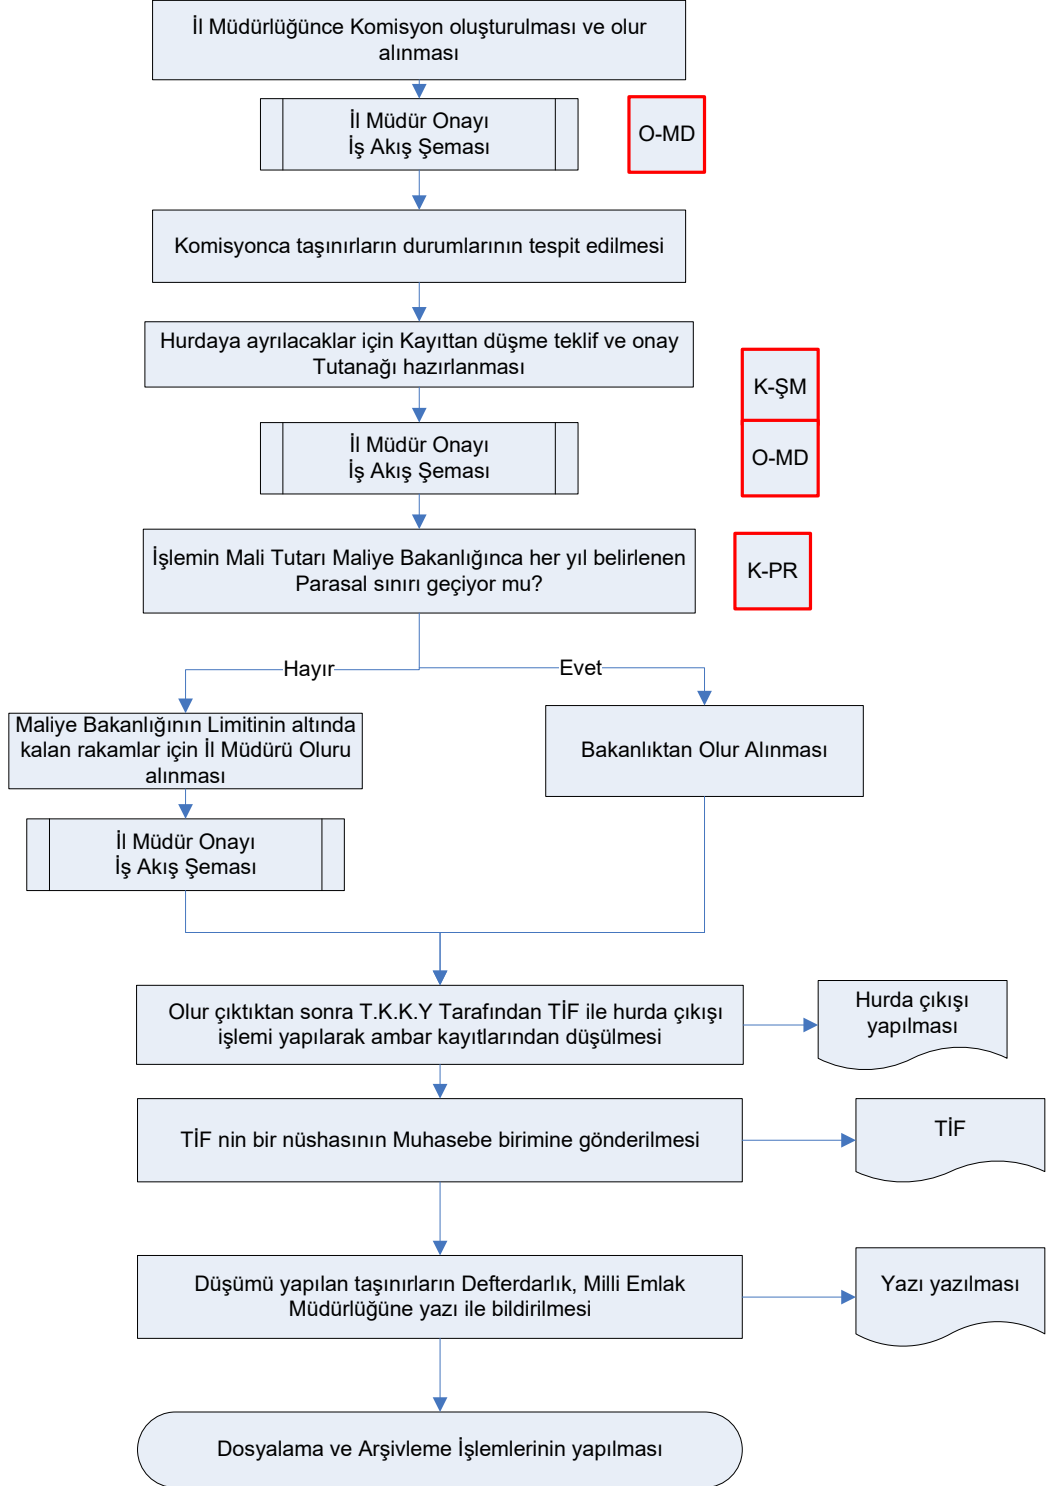 İl Müdürlüğünce Komisyon oluşturulması ve olur
alınması
İl Müdür Onayı
İş Akış Şeması
O-MD
Komisyonca taşınırların durumlarının tespit edilmesi
Hurdaya ayrılacaklar için Kayıttan düşme teklif ve onay
Tutanağı hazırlanması
K-ŞM
İl Müdür Onayı
İş Akış Şeması
O-MD
İşlemin Mali Tutarı Maliye Bakanlığınca her yıl belirlenen
Parasal sınırı geçiyor mu?
K-PR
Hayır
Evet
Maliye Bakanlığının Limitinin altında
kalan rakamlar için İl Müdürü Oluru
alınması
Bakanlıktan Olur Alınması
İl Müdür Onayı
İş Akış Şeması
Olur çıktıktan sonra T.K.K.Y Tarafından TİF ile hurda çıkışı
işlemi yapılarak ambar kayıtlarından düşülmesi
Hurda çıkışı
yapılması
TİF nin bir nüshasının Muhasebe birimine gönderilmesi
TİF
Düşümü yapılan taşınırların Defterdarlık, Milli Emlak
Müdürlüğüne yazı ile bildirilmesi
Yazı yazılması
Dosyalama ve Arşivleme İşlemlerinin yapılması